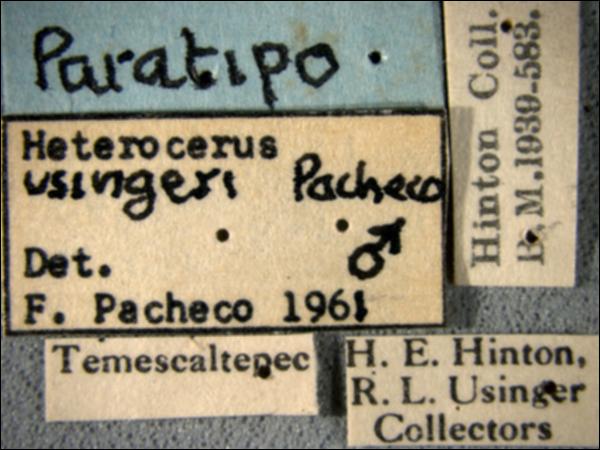 Paratipo.
Heterocerus
usingeri Pacheco
♂
Det.
F. Pacheco 1961
Temescaltepec
H. E. Hinton,
R. L. Usinger
Collectors
Hinton Coll.
B.M.1939-583.